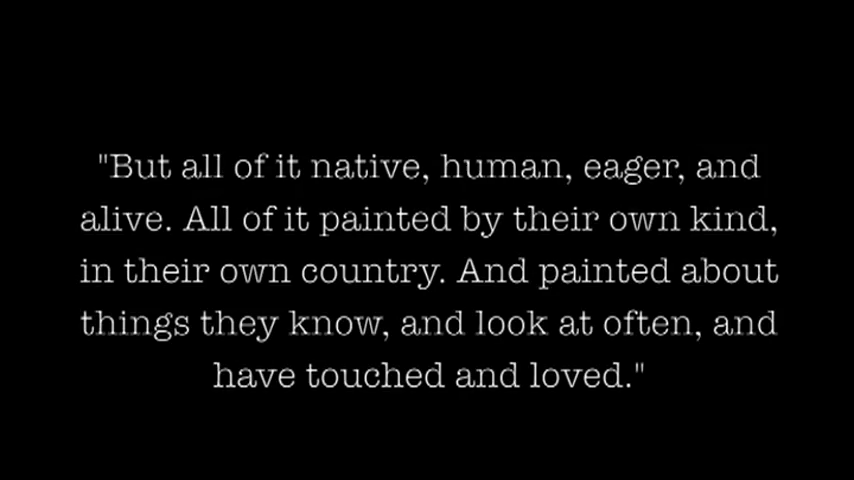 "But all of it native, human, eager, and
alive. All of it painted by their own kind,
in their own country. And painted about
things they know, and look at often, and
have touched and loved."